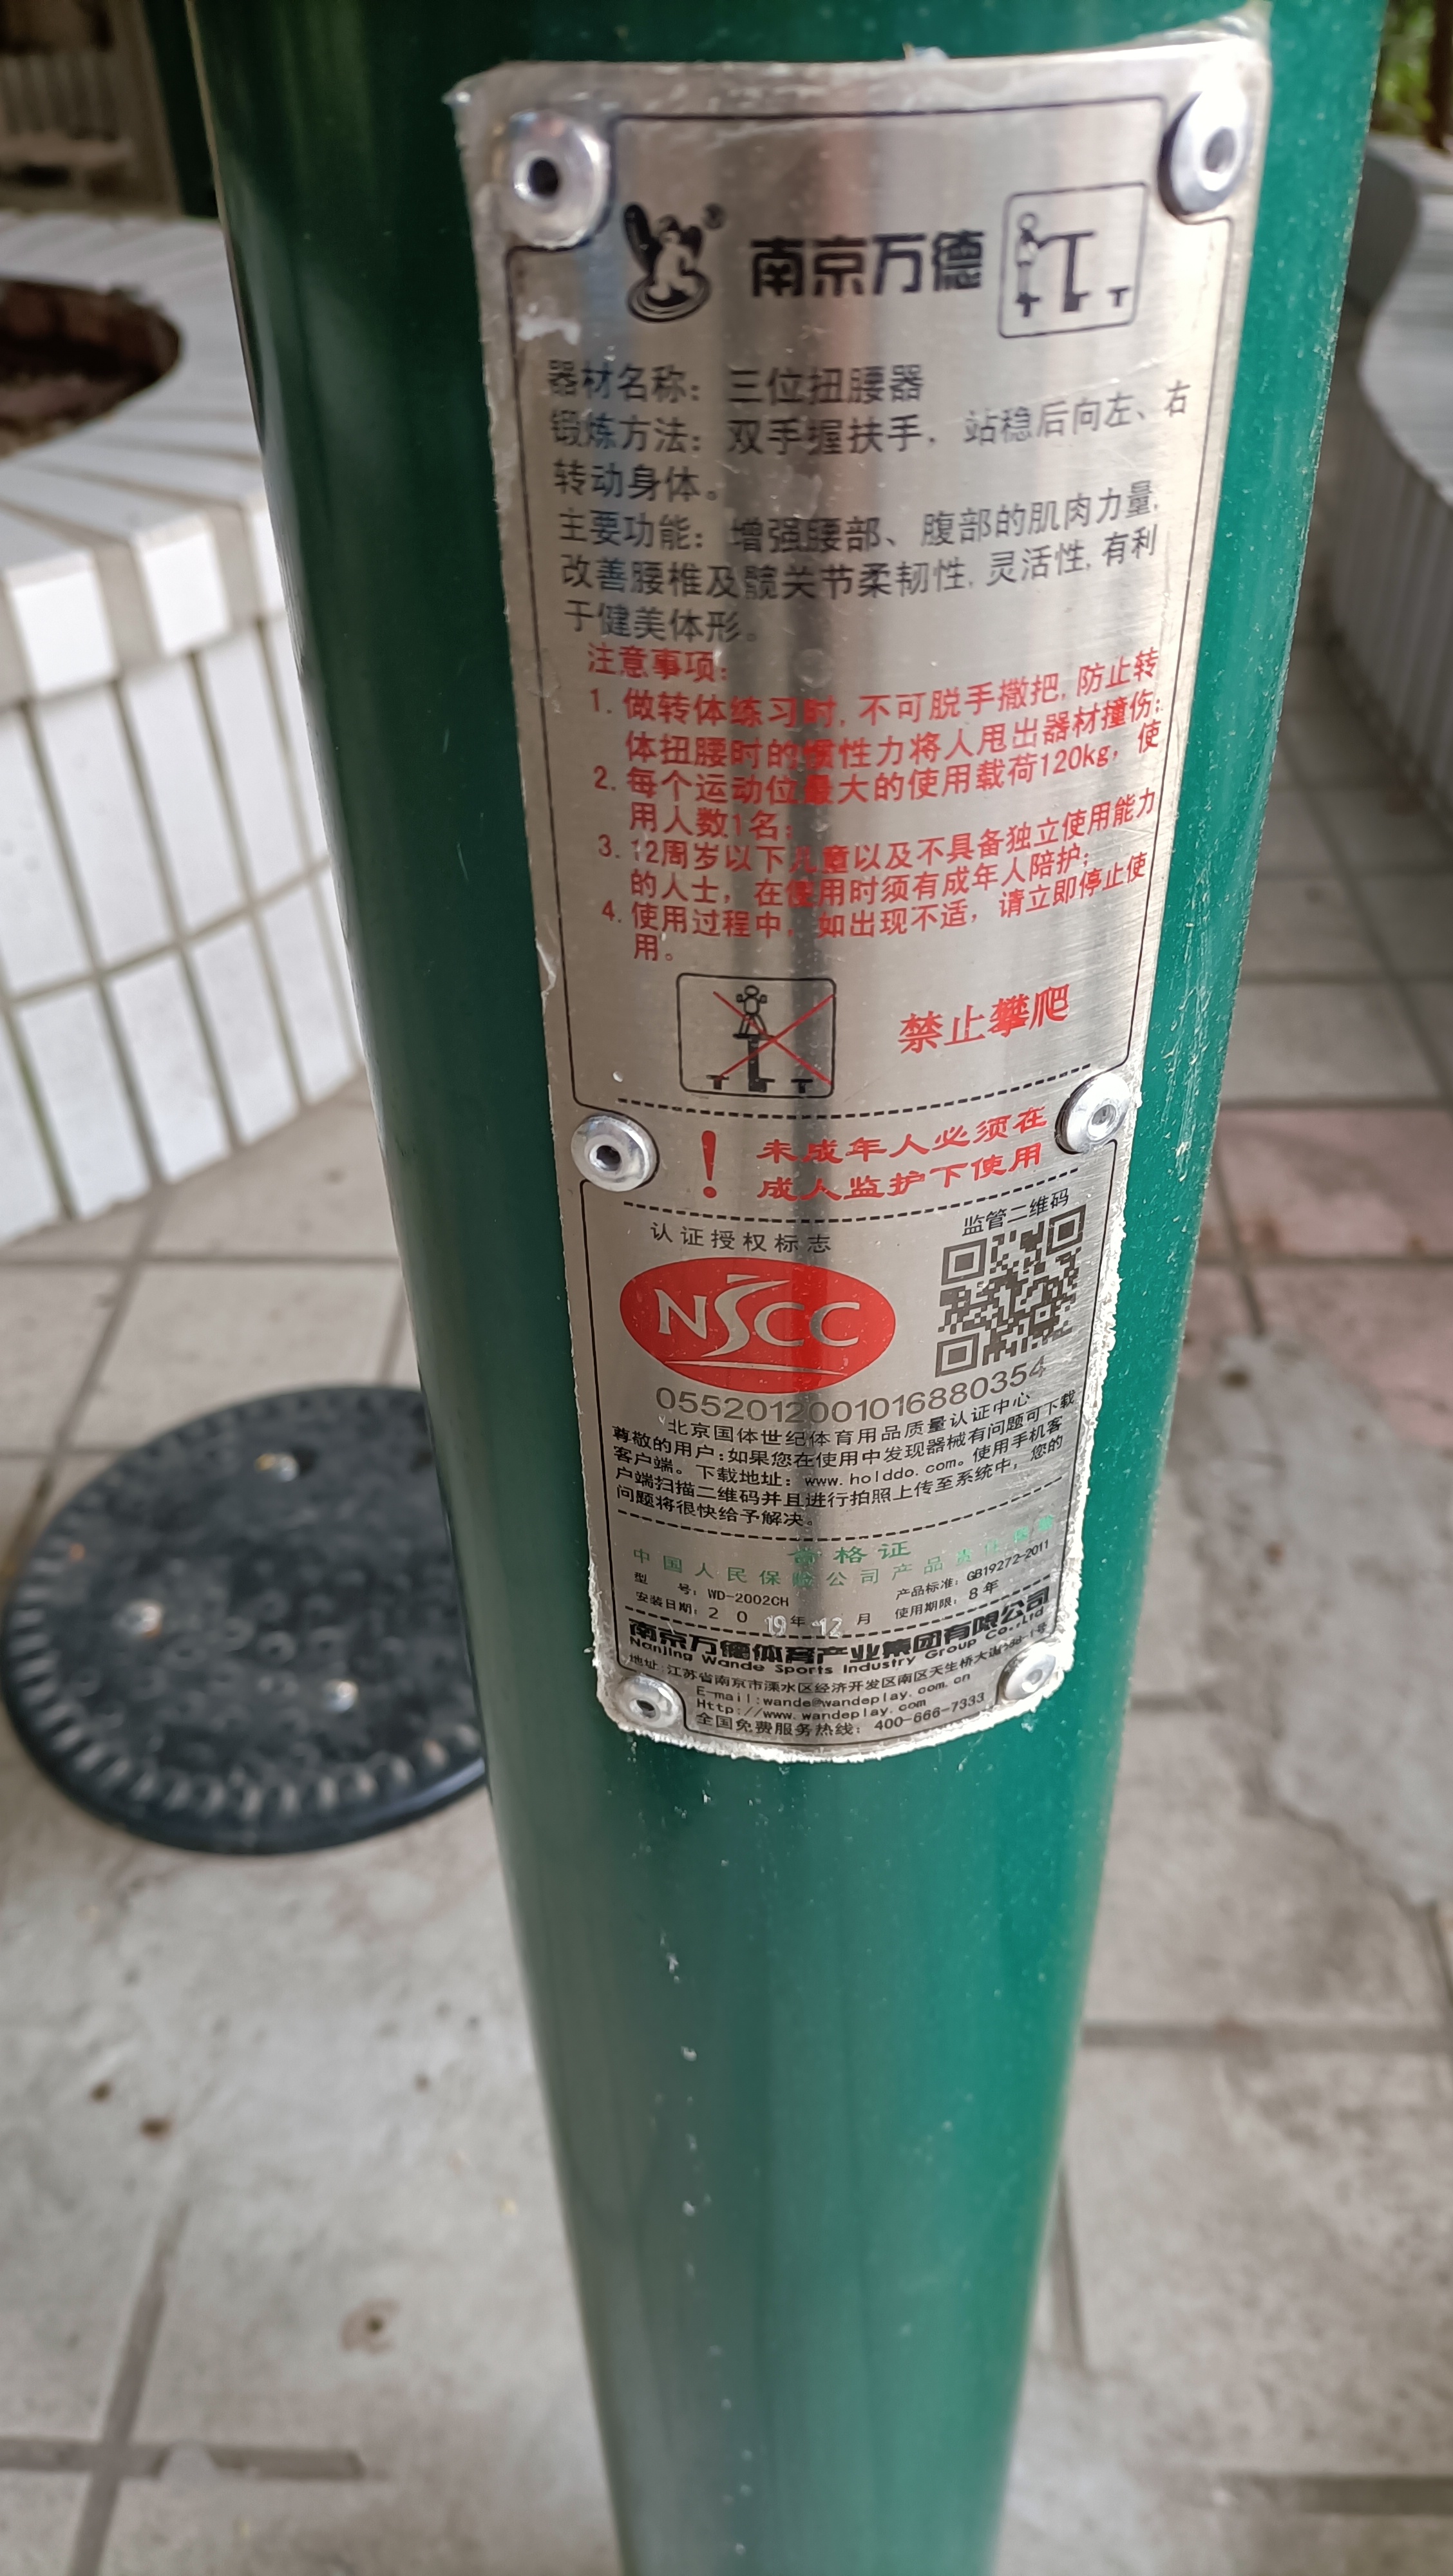 南京万德
器材名称：三位扭腰器
锻炼方法：双手握扶手，站稳后向左、右
转动身体。
主要功能：增强腰部、腹部的肌肉力量,
改善腰椎及髋关节柔韧性,灵活性,有利
于健美体形。
注意事项：
1.做转体练习时,不可脱手撒把,防止转
体扭腰时的惯性力将人甩出器材撞伤；
2.每个运动位最大的使用载荷120kg，使
用人数1名；
3.12周岁以下儿童以及不具备独立使用能力
的人士，在使用时须有成年人陪护；
4.使用过程中，如出现不适，请立即停止使
用。
禁止攀爬
！未成年人必须在
成人监护下使用
认证授权标志
监管二维码
NSCC
0552012001016880354
北京国体世纪体育用品质量认证中心
尊敬的用户：如果您在使用中发现器械有问题可下载
客户端。下载地址：www.holddo.com。使用手机客
户端扫描二维码并且进行拍照上传至系统中，您的
问题将很快给予解决。
合格证
中国人民保险公司产品责任
型 号：WD-2002CH 产品标准：GB19272-2011
安装日期：2019年12月 使用期限：8年
南京万德体育产业集团有限公司
Nanjing Wande Sports Industry Group Co.,Ltd
地址：江苏省南京市溧水区经济开发区南区天生桥大道
E-mail:wande@wandeplay.com.cn
Http://www.wandeplay.com
全国免费服务热线：400-666-7333